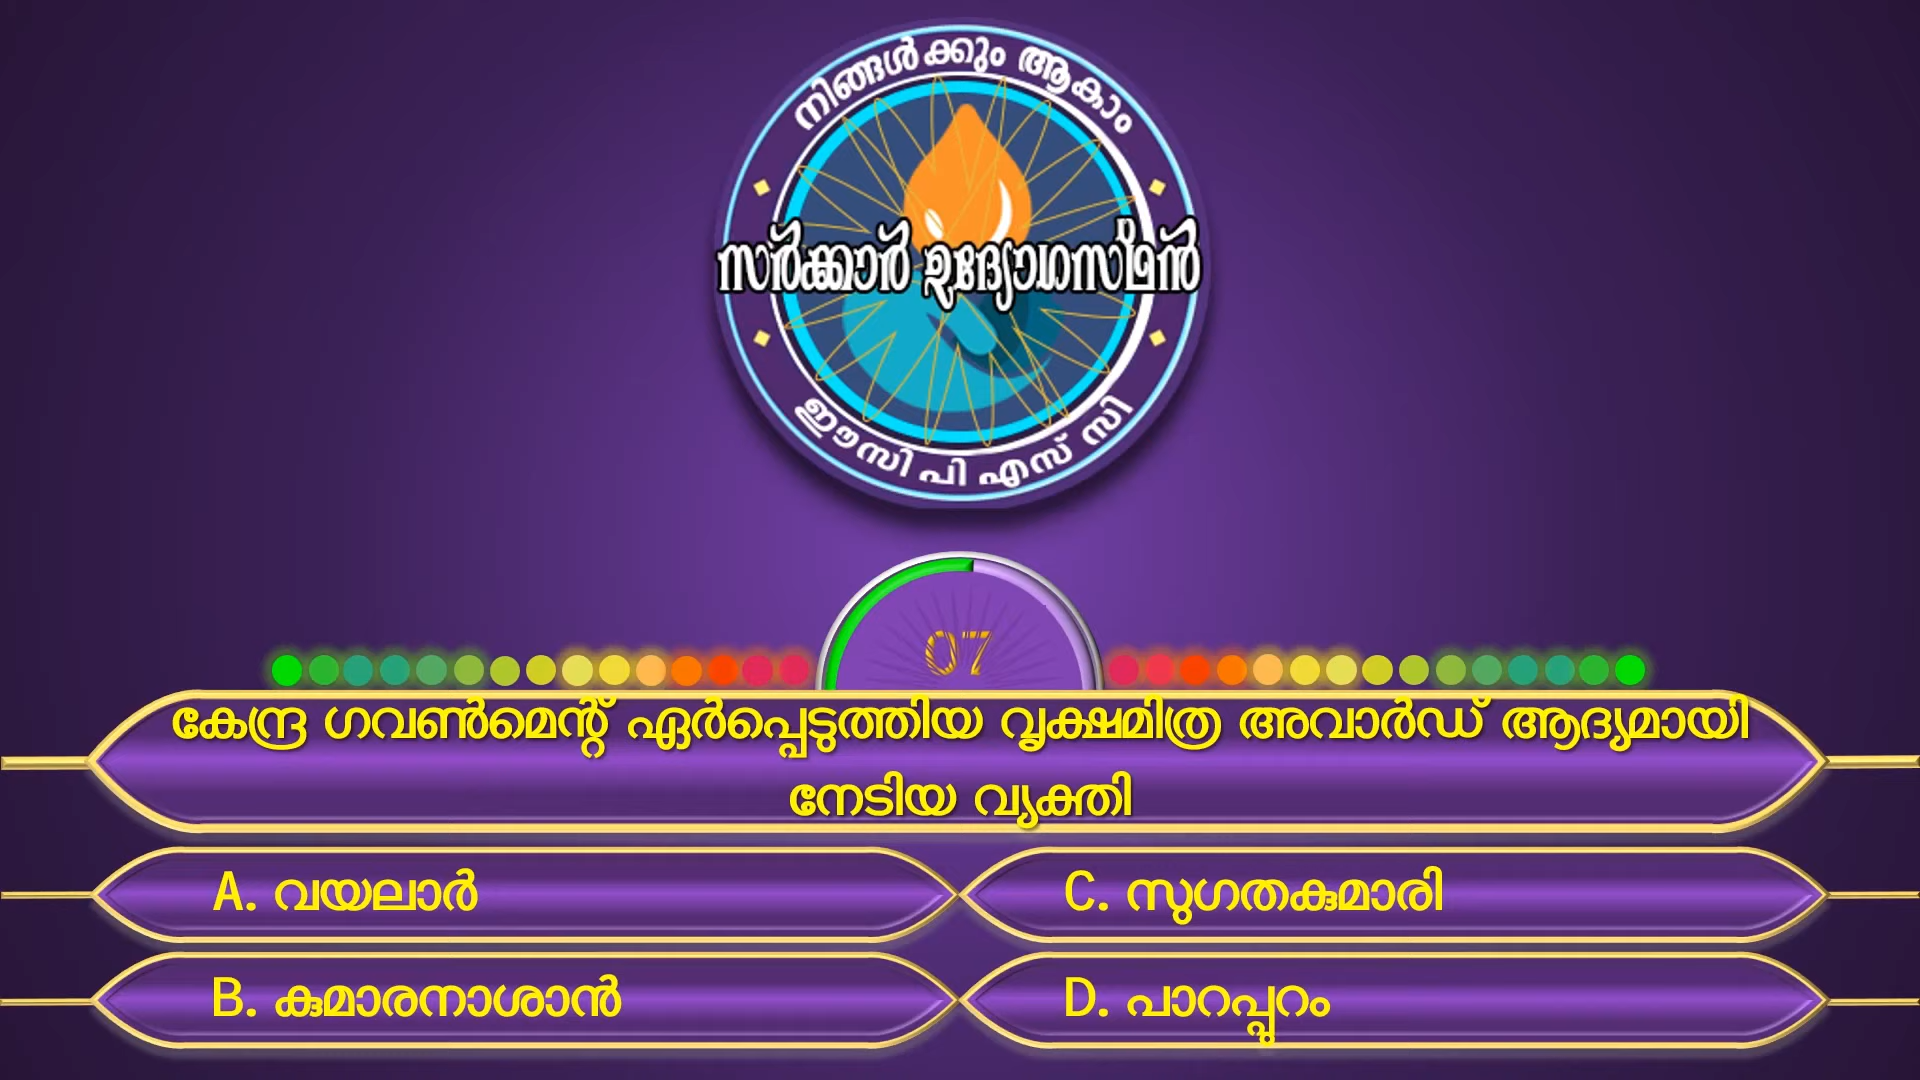 നിങ്ങൾക്കും ആകാം
സർക്കാർ ഉദ്യോഗസ്ഥൻ
ഈസി പി എസ് സി
07
കേന്ദ്ര ഗവൺമെന്റ് ഏർപ്പെടുത്തിയ വൃക്ഷമിത്ര അവാർഡ് ആദ്യമായി
നേടിയ വ്യക്തി
A. വയലാർ
C. സുഗതകുമാരി
B. കുമാരനാശാൻ
D. പാറപ്പുറം